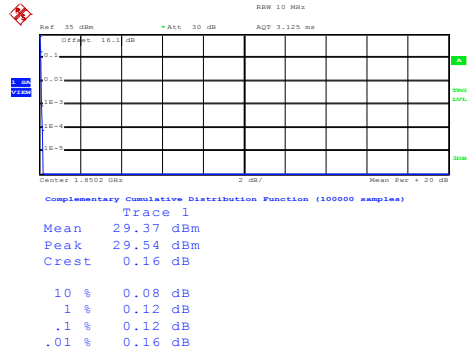 RBW 10 MHz
Ref 35 dBm *Att 30 dB AQT 3.125 ms
Offset 16.1 dB
0.1
A
0.01
1 SA
VIEW
TRG
LVL
1E-3
1E-4
1E-5
3DB
Center 1.8502 GHz 2 dB/ Mean Pwr + 20 dB
Complementary Cumulative Distribution Function (100000 samples)
Trace 1
Mean 29.37 dBm
Peak 29.54 dBm
Crest 0.16 dB
10 % 0.08 dB
1 % 0.12 dB
.1 % 0.12 dB
.01 % 0.16 dB